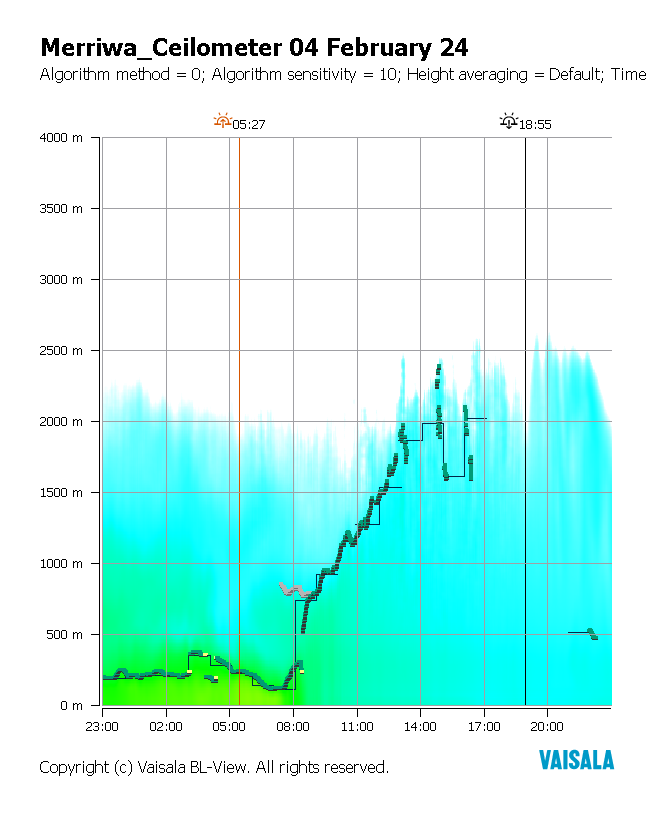 Merriwa_Ceilometer 04 February 24
Algorithm method = 0; Algorithm sensitivity = 10; Height averaging = Default; Time
05:27 18:55
4000 m
3500 m
3000 m
2500 m
2000 m
1500 m
1000 m
500 m
0 m
23:00 02:00 05:00 08:00 11:00 14:00 17:00 20:00
Copyright (c) Vaisala BL-View. All rights reserved.
VAISALA